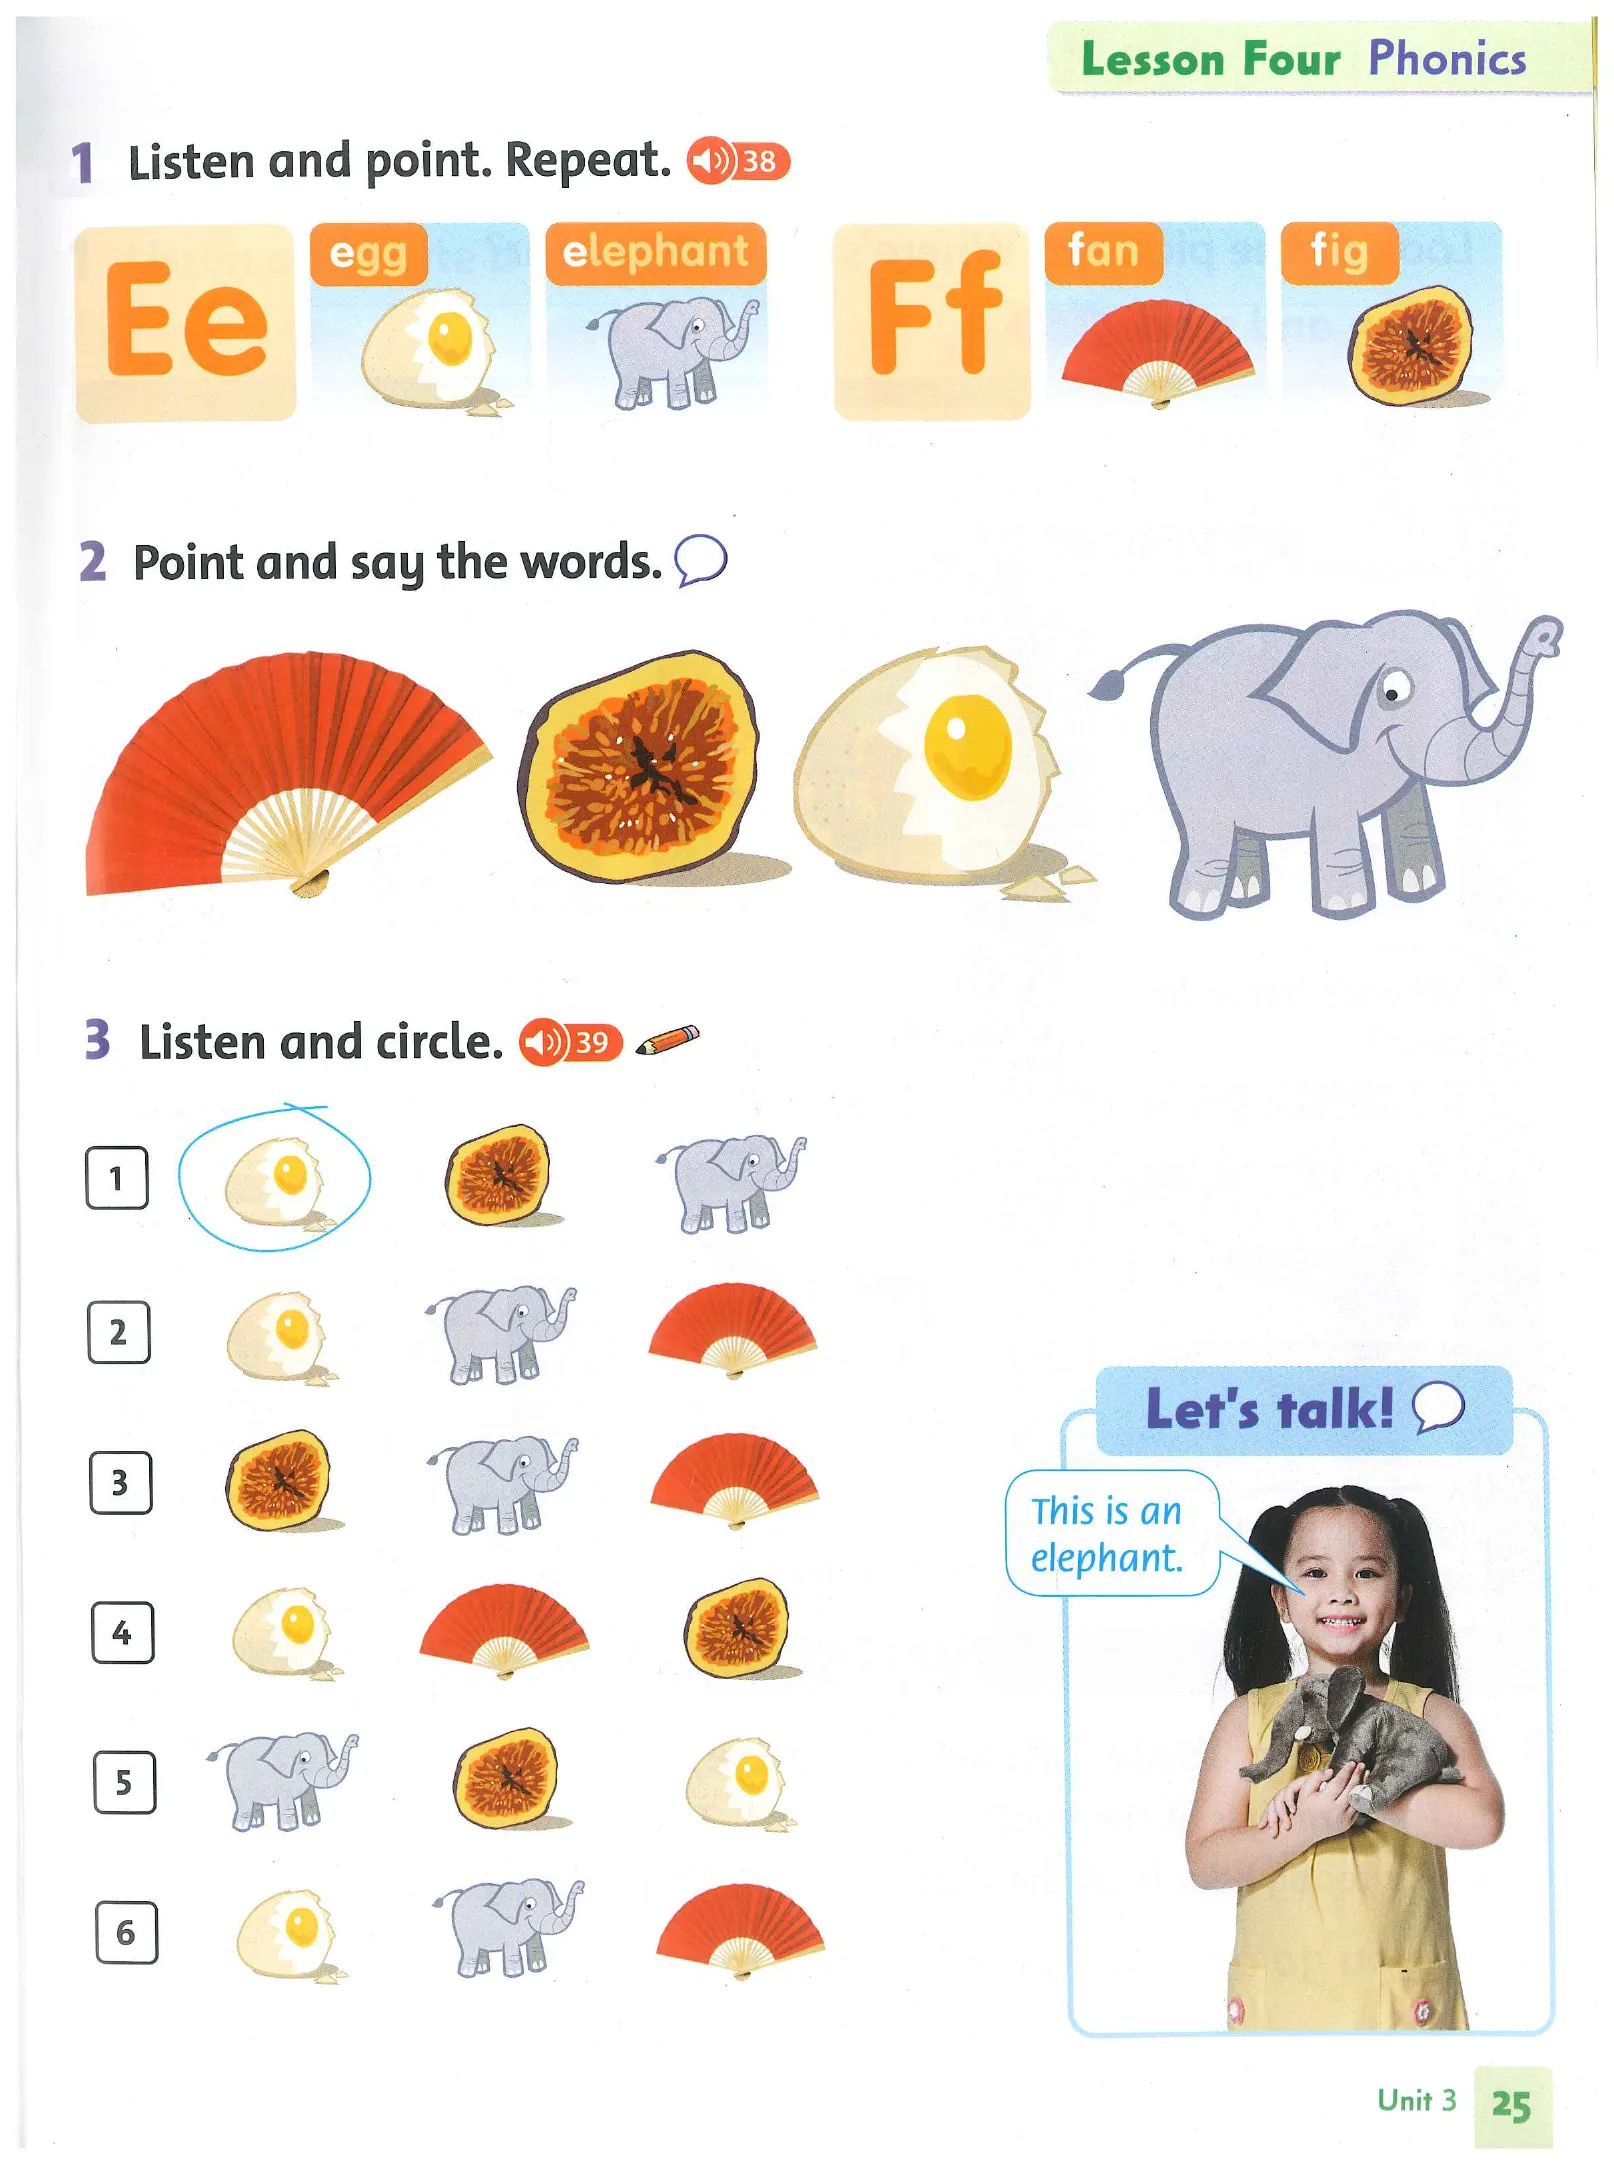 Lesson Four Phonics
1 Listen and point. Repeat. 38
Ee
egg
elephant
Ff
fan
fig
2 Point and say the words.
3 Listen and circle. 39
1
2
3
4
5
6
Let's talk!
This is an
elephant.
Unit 3 25